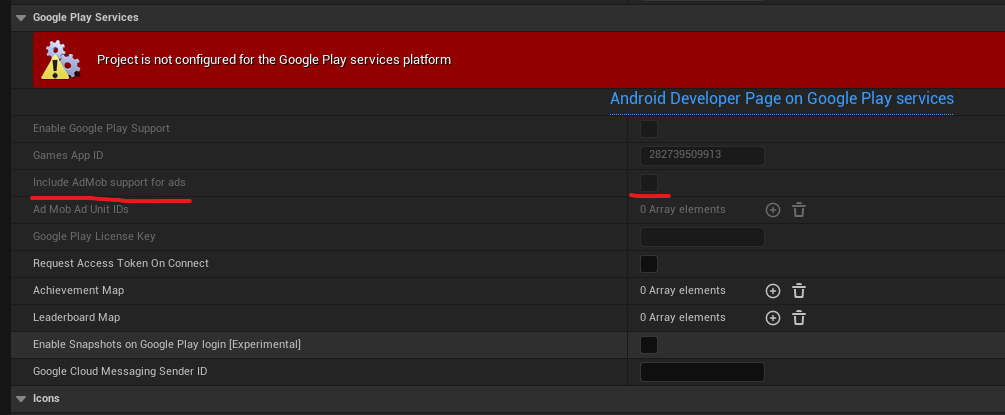 Google Play Services
Project is not configured for the Google Play services platform
Android Developer Page on Google Play services
Enable Google Play Support
Games App ID 282739509913
Include AdMob support for ads
Ad Mob Ad Unit IDs 0 Array elements
Google Play License Key
Request Access Token On Connect
Achievement Map 0 Array elements
Leaderboard Map 0 Array elements
Enable Snapshots on Google Play login [Experimental]
Google Cloud Messaging Sender ID
Icons